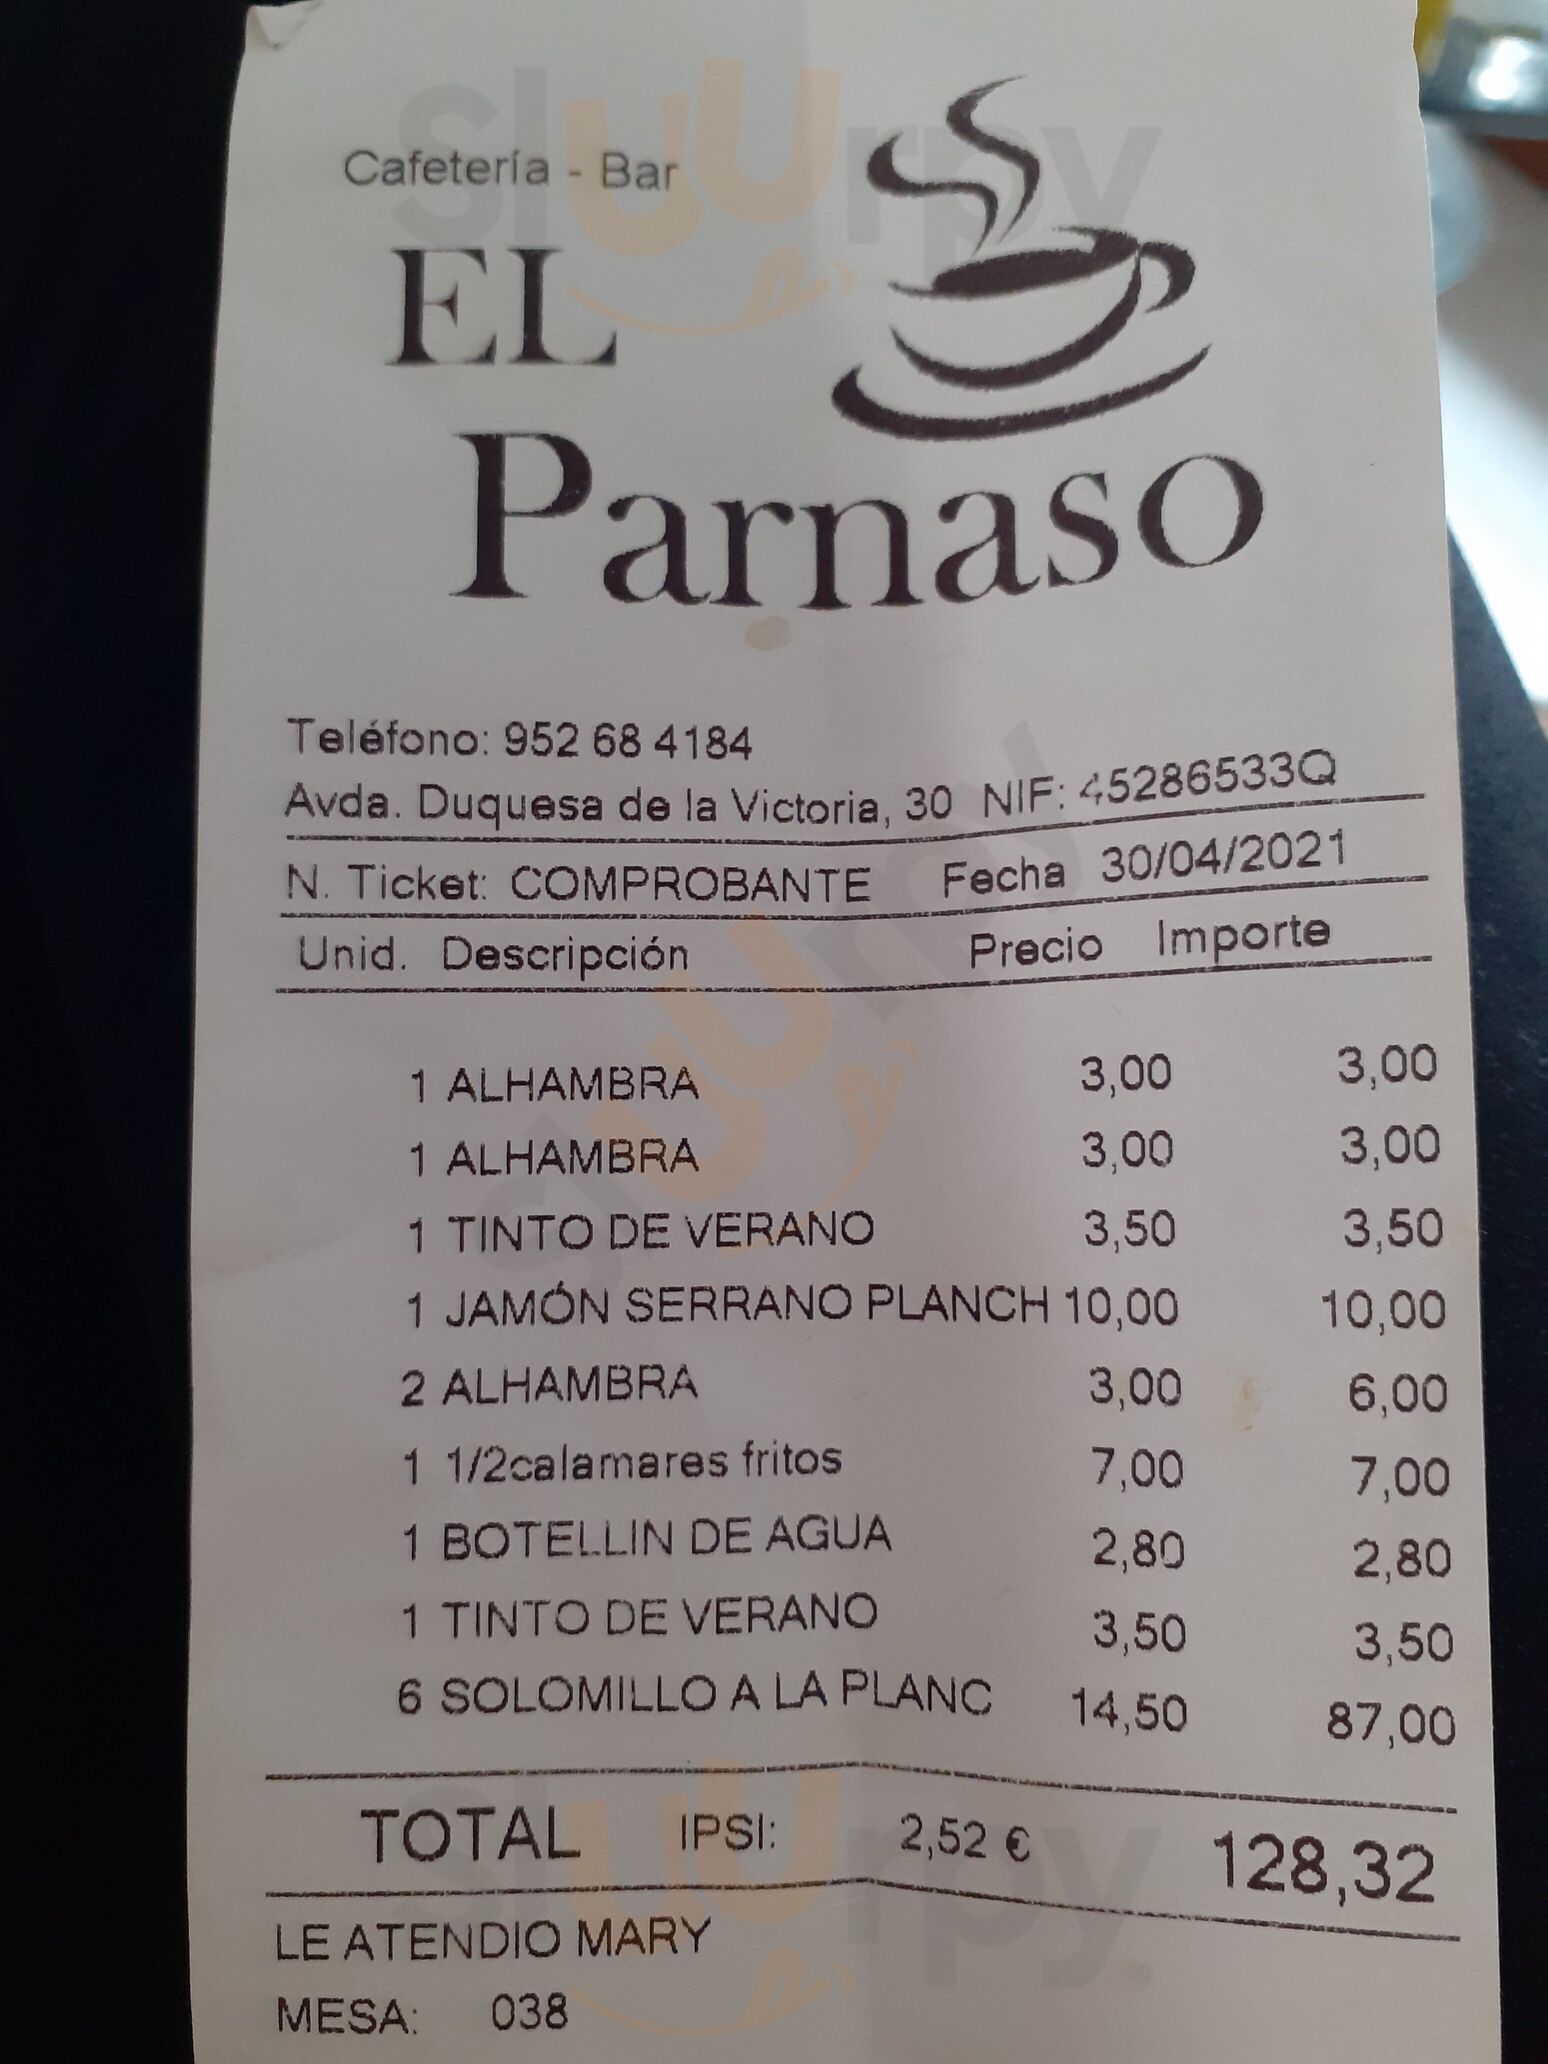 Cafetería - Bar
EL
Parnaso
Teléfono: 952 68 4184
Avda. Duquesa de la Victoria, 30 NIF: 45286533Q
N. Ticket: COMPROBANTE Fecha 30/04/2021
Unid. Descripción Precio Importe
1 ALHAMBRA 3,00 3,00
1 ALHAMBRA 3,00 3,00
1 TINTO DE VERANO 3,50 3,50
1 JAMÓN SERRANO PLANCH 10,00 10,00
2 ALHAMBRA 3,00 6,00
1 1/2calamares fritos 7,00 7,00
1 BOTELLIN DE AGUA 2,80 2,80
1 TINTO DE VERANO 3,50 3,50
6 SOLOMILLO A LA PLANC 14,50 87,00
TOTAL IPSI: 2,52 € 128,32
LE ATENDIO MARY
MESA: 038
sluurpy
sluurpy
sluurpy